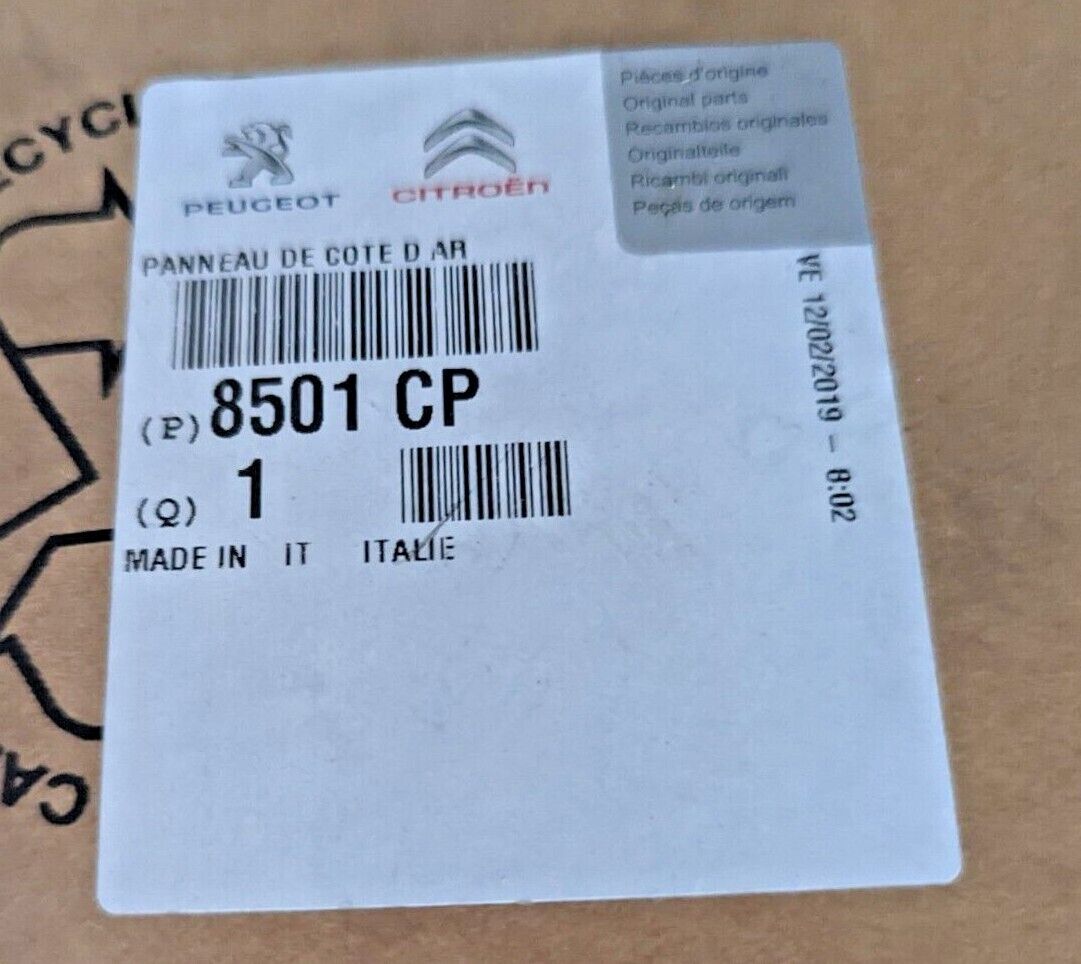 PEUGEOT
CITROËN
Pièces d'origine
Original parts
Recambios originales
Originalteile
Ricambi originali
Peças de origem
PANNEAU DE COTE D AR
(P) 8501 CP
(Q) 1
MADE IN IT ITALIE
VE 12/02/2019 - 8:02